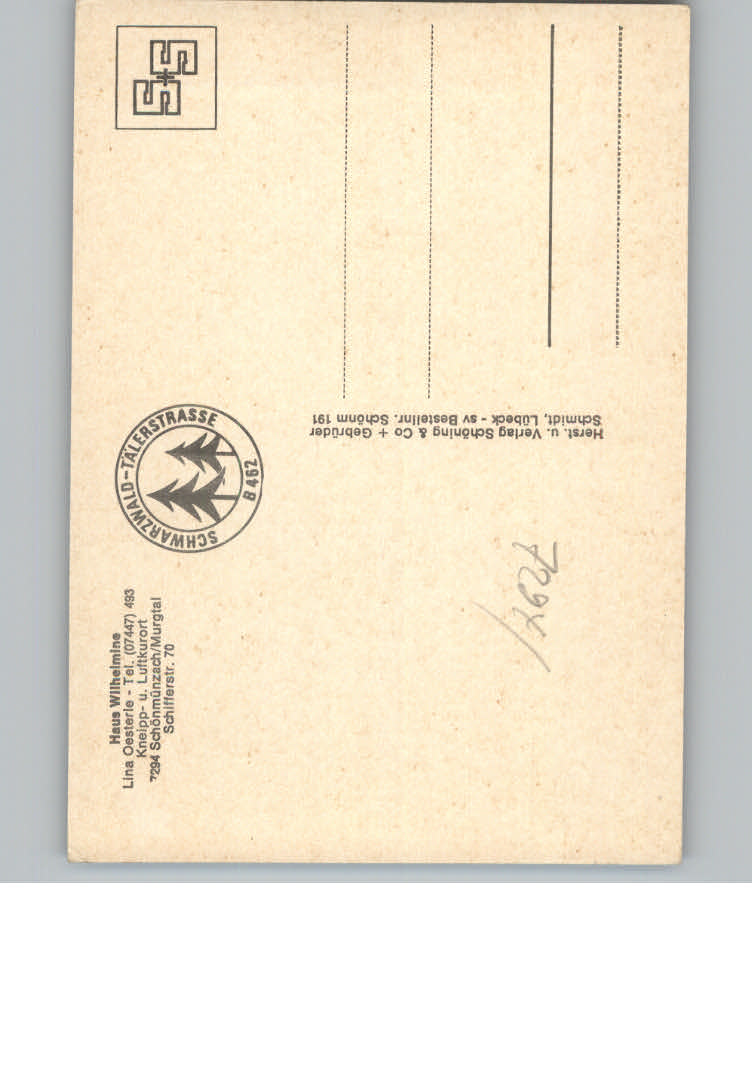 Haus Wilhelmine
Lina Oesterle - Tel. (07447) 493
Kneipp- u. Luftkurort
7294 Schönmünzach/Murgtal
Schifferstr. 70
SCHWARZWALD-TÄLERSTRASSE
B 462
Herst. u. Verlag Schöning & Co + Gebrüder
Schmidt, Lübeck - sv Bestellnr. Schönm 191
S+S